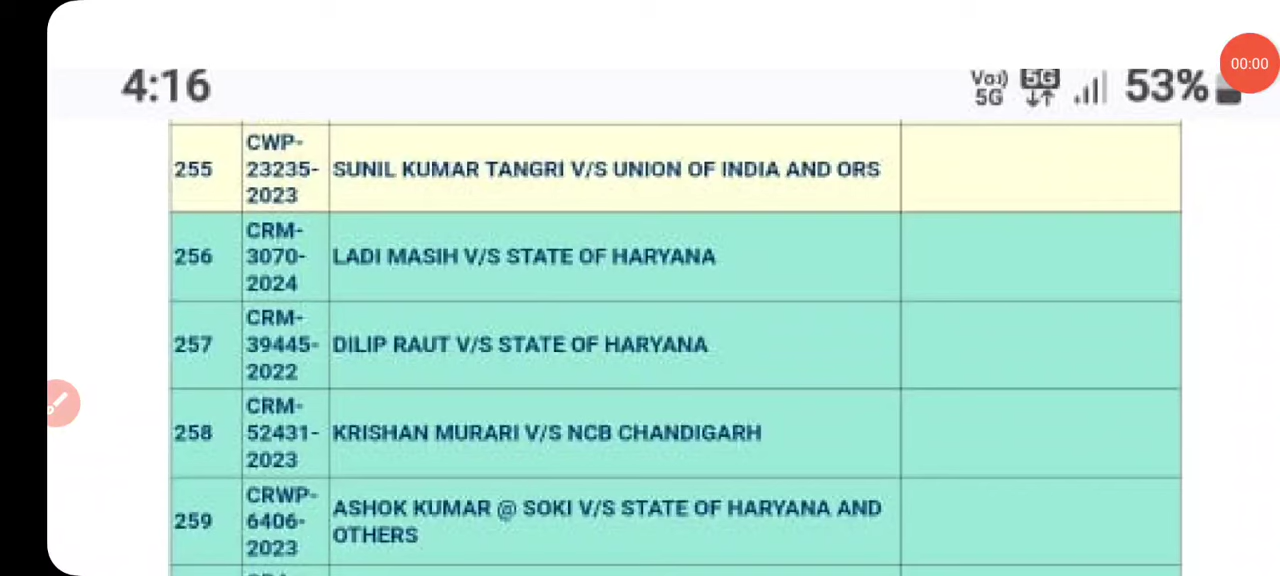 4:16
Vo)) 5G 5G 53%
00:00
CWP-
255 23235- SUNIL KUMAR TANGRI V/S UNION OF INDIA AND ORS
2023
CRM-
256 3070- LADI MASIH V/S STATE OF HARYANA
2024
CRM-
257 39445- DILIP RAUT V/S STATE OF HARYANA
2022
CRM-
258 52431- KRISHAN MURARI V/S NCB CHANDIGARH
2023
CRWP-
259 6406- ASHOK KUMAR @ SOKI V/S STATE OF HARYANA AND
2023 OTHERS